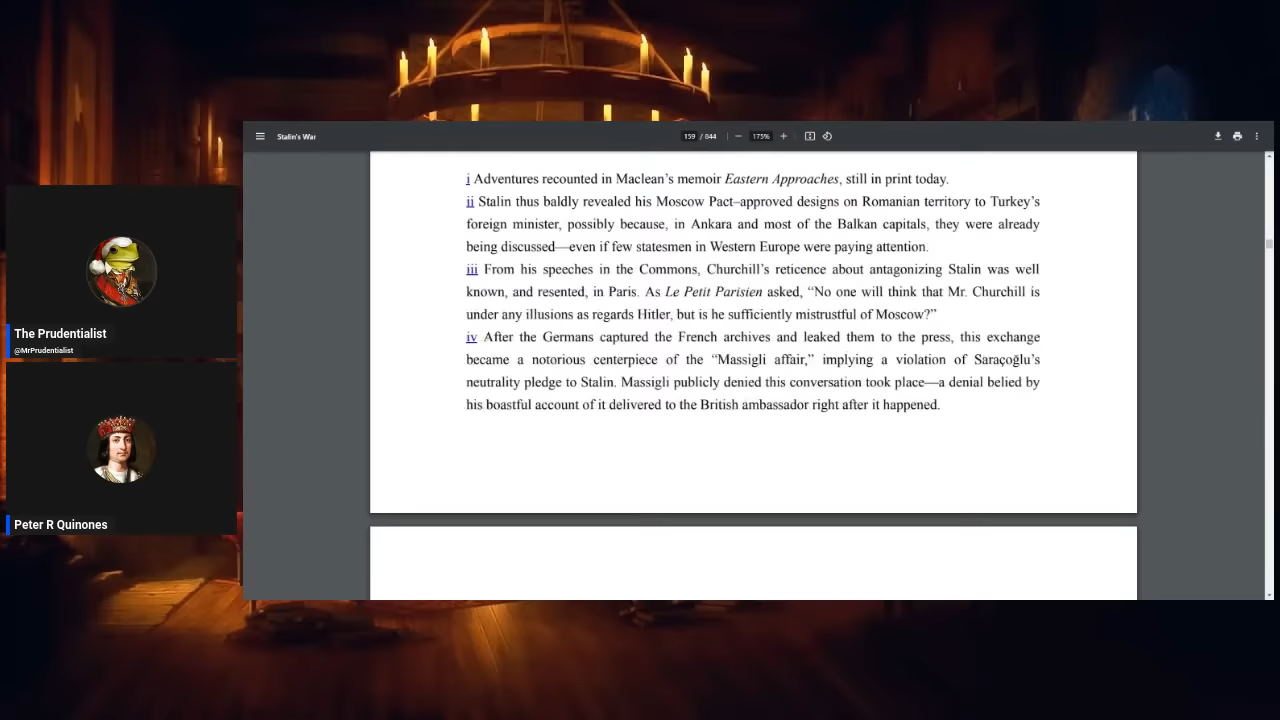 Stalin's War
159 / 844
175%
i Adventures recounted in Maclean's memoir Eastern Approaches, still in print today.
ii Stalin thus baldly revealed his Moscow Pact–approved designs on Romanian territory to Turkey's
foreign minister, possibly because, in Ankara and most of the Balkan capitals, they were already
being discussed—even if few statesmen in Western Europe were paying attention.
iii From his speeches in the Commons, Churchill's reticence about antagonizing Stalin was well
known, and resented, in Paris. As Le Petit Parisien asked, “No one will think that Mr. Churchill is
under any illusions as regards Hitler, but is he sufficiently mistrustful of Moscow?”
iv After the Germans captured the French archives and leaked them to the press, this exchange
became a notorious centerpiece of the “Massigli affair,” implying a violation of Saraçoğlu's
neutrality pledge to Stalin. Massigli publicly denied this conversation took place—a denial belied by
his boastful account of it delivered to the British ambassador right after it happened.
The Prudentialist
@MrPrudentialist
Peter R Quinones